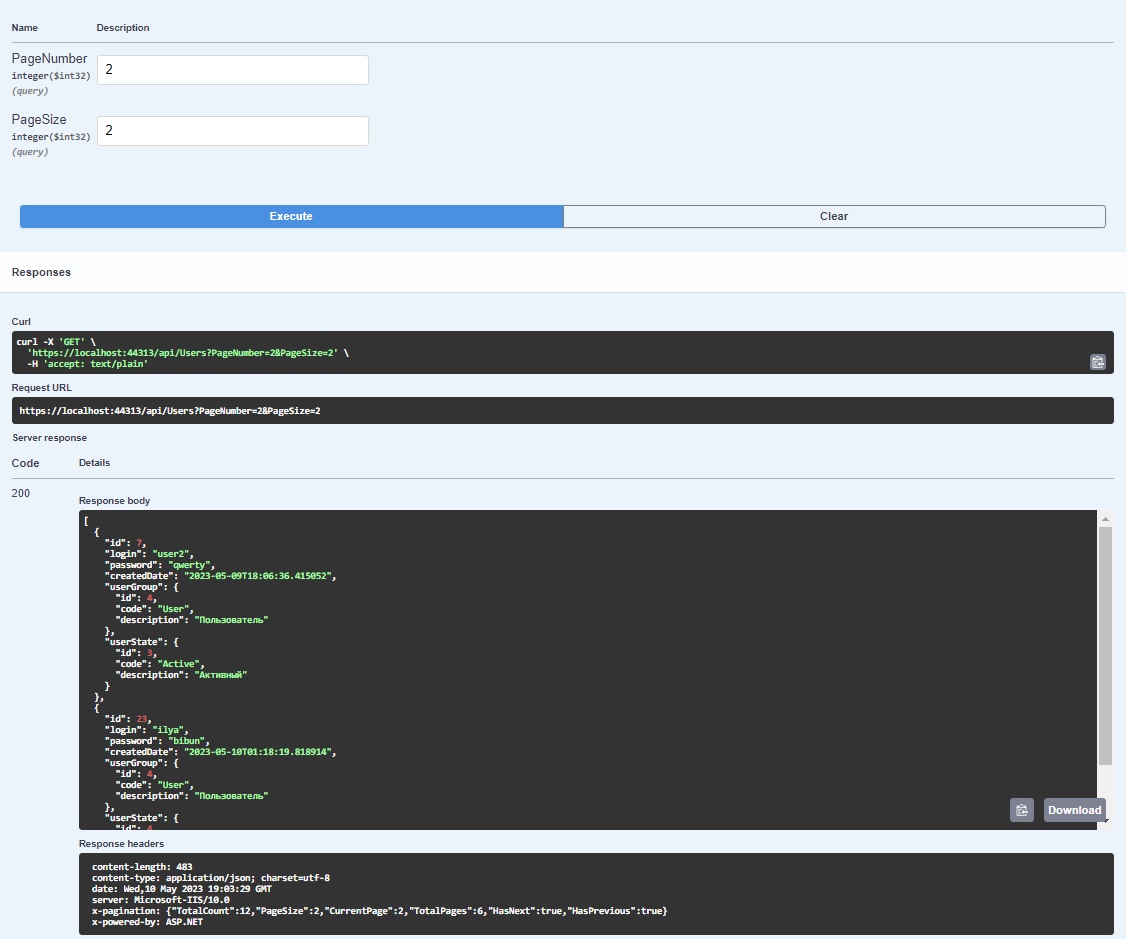 Name Description
PageNumber
integer($int32)
(query)
2
PageSize
integer($int32)
(query)
2
Execute Clear
Responses
Curl
curl -X 'GET' \
'https://localhost:44313/api/Users?PageNumber=2&PageSize=2' \
-H 'accept: text/plain'
Request URL
https://localhost:44313/api/Users?PageNumber=2&PageSize=2
Server response
Code Details
200
Response body
[
{
"id": 7,
"login": "user2",
"password": "qwerty",
"createdDate": "2023-05-09T18:06:36.415052",
"userGroup": {
"id": 4,
"code": "User",
"description": "Пользователь"
},
"userState": {
"id": 3,
"code": "Active",
"description": "Активный"
}
},
{
"id": 23,
"login": "ilya",
"password": "bibun",
"createdDate": "2023-05-10T01:18:19.818914",
"userGroup": {
"id": 4,
"code": "User",
"description": "Пользователь"
},
"userState": {
"id": 4
Download
Response headers
content-length: 483
content-type: application/json; charset=utf-8
date: Wed,10 May 2023 19:03:29 GMT
server: Microsoft-IIS/10.0
x-pagination: {"TotalCount":12,"PageSize":2,"CurrentPage":2,"TotalPages":6,"HasNext":true,"HasPrevious":true}
x-powered-by: ASP.NET